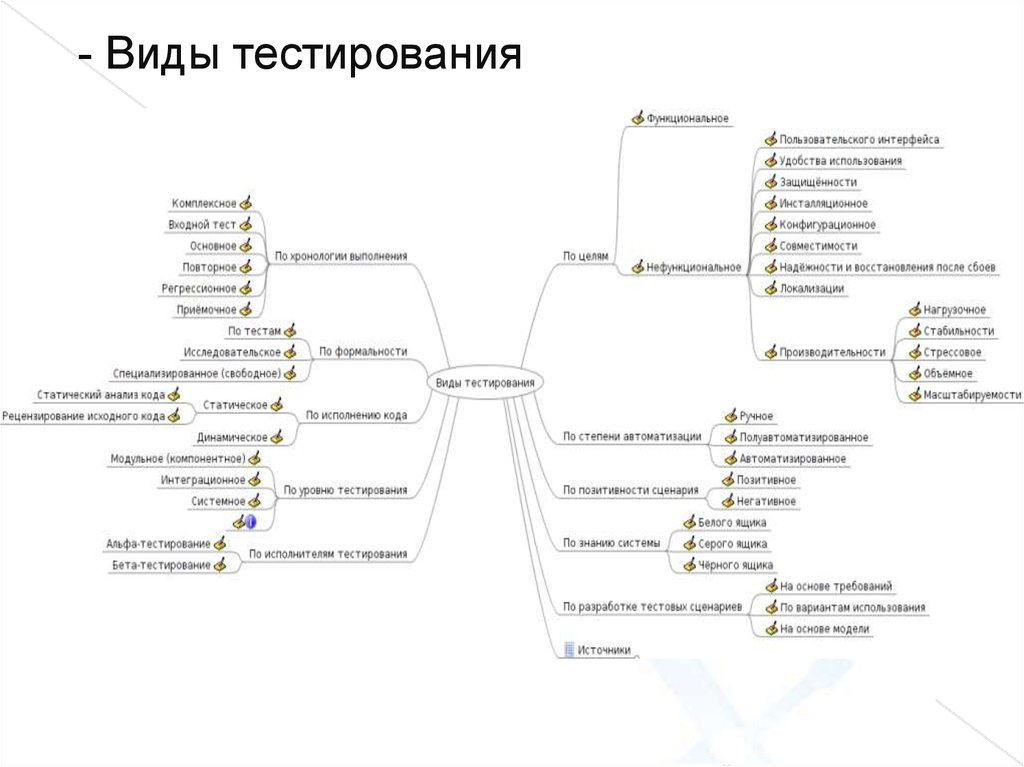 - Виды тестирования
Виды тестирования
По хронологии выполнения
Комплексное
Входной тест
Основное
Повторное
Регрессионное
Приёмочное
По формальности
По тестам
Исследовательское
Специализированное (свободное)
По исполнению кода
Статическое
Статический анализ кода
Рецензирование исходного кода
Динамическое
По уровню тестирования
Модульное (компонентное)
Интеграционное
Системное
По исполнителям тестирования
Альфа-тестирование
Бета-тестирование
По целям
Функциональное
Нефункциональное
Пользовательского интерфейса
Удобства использования
Защищённости
Инсталляционное
Конфигурационное
Совместимости
Надёжности и восстановления после сбоев
Локализации
Производительности
Нагрузочное
Стабильности
Стрессовое
Объёмное
Масштабируемости
По степени автоматизации
Ручное
Полуавтоматизированное
Автоматизированное
По позитивности сценария
Позитивное
Негативное
По знанию системы
Белого ящика
Серого ящика
Чёрного ящика
По разработке тестовых сценариев
На основе требований
По вариантам использования
На основе модели
Источники